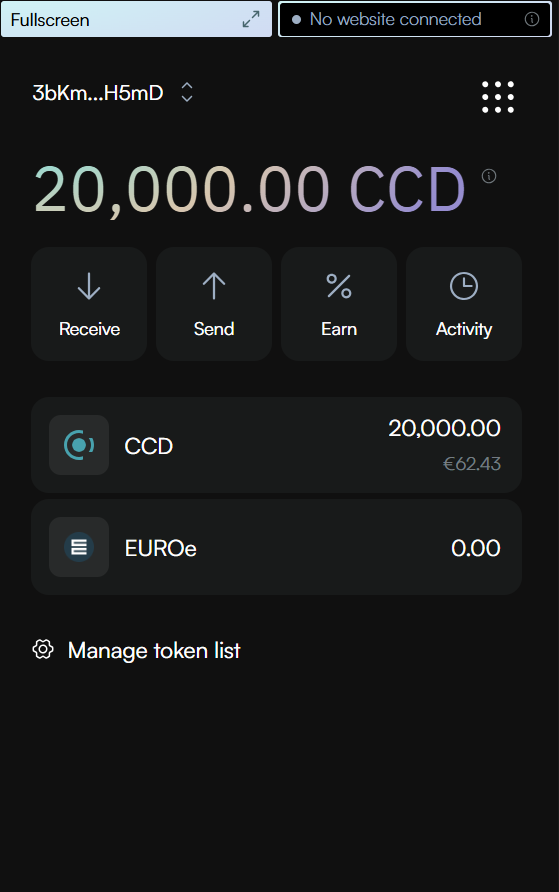 Fullscreen
No website connected
3bKm...H5mD
20,000.00 CCD
Receive
Send
Earn
Activity
CCD
20,000.00
€62.43
EUROe
0.00
Manage token list